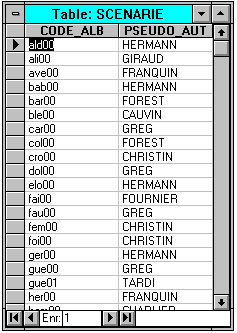 Table: SCENARIE
CODE_ALB PSEUDO_AUT
ald00 HERMANN
ali00 GIRAUD
ave00 FRANQUIN
bab00 HERMANN
bar00 FOREST
ble00 CAUVIN
car00 GREG
col00 FOREST
cro00 CHRISTIN
dol00 GREG
elo00 HERMANN
fai00 FOURNIER
fau00 GREG
fem00 CHRISTIN
foi00 CHRISTIN
ger00 HERMANN
gue00 GREG
gue01 TARDI
her00 FRANQUIN
Enr: 1